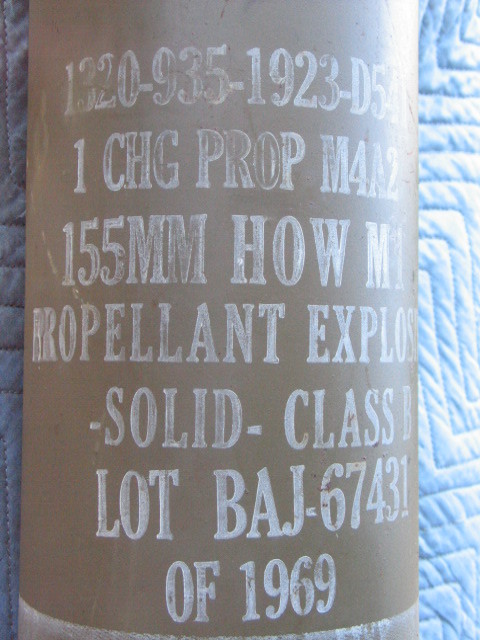 1320-935-1923-D5
1 CHG PROP M4A2
155MM HOW M1
PROPELLANT EXPLOS
-SOLID- CLASS B
LOT BAJ-67431
OF 1969